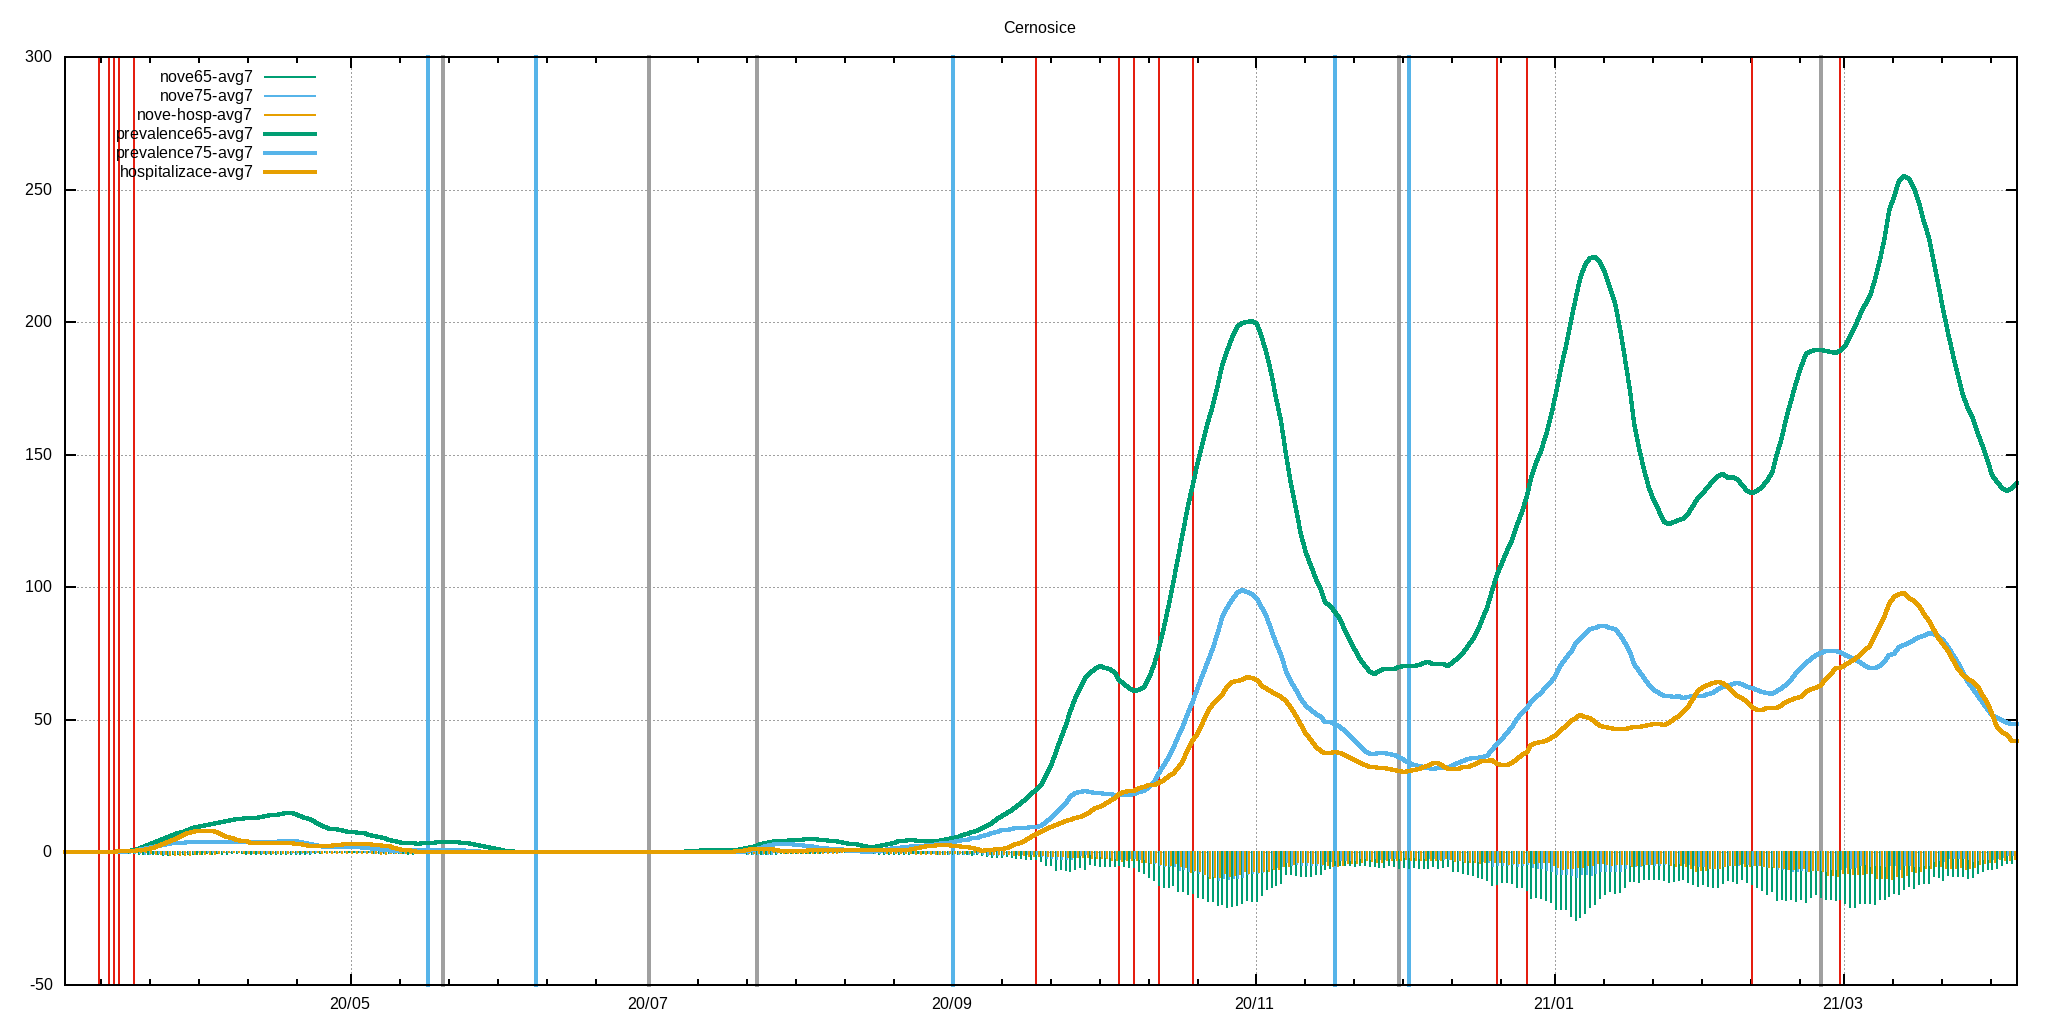 Cernosice
300
nove65-avg7
nove75-avg7
nove-hosp-avg7
prevalence65-avg7
prevalence75-avg7
hospitalizace-avg7
250
200
150
100
50
0
-50
20/05 20/07 20/09 20/11 21/01 21/03